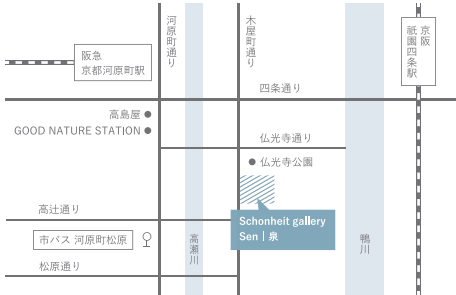 河原町通り
木屋町通り
京阪
祇園四条駅
阪急
京都河原町駅
四条通り
高島屋
GOOD NATURE STATION
仏光寺通り
仏光寺公園
高辻通り
Schonheit gallery
Sen | 泉
市バス 河原町松原
高瀬川
鴨川
松原通り